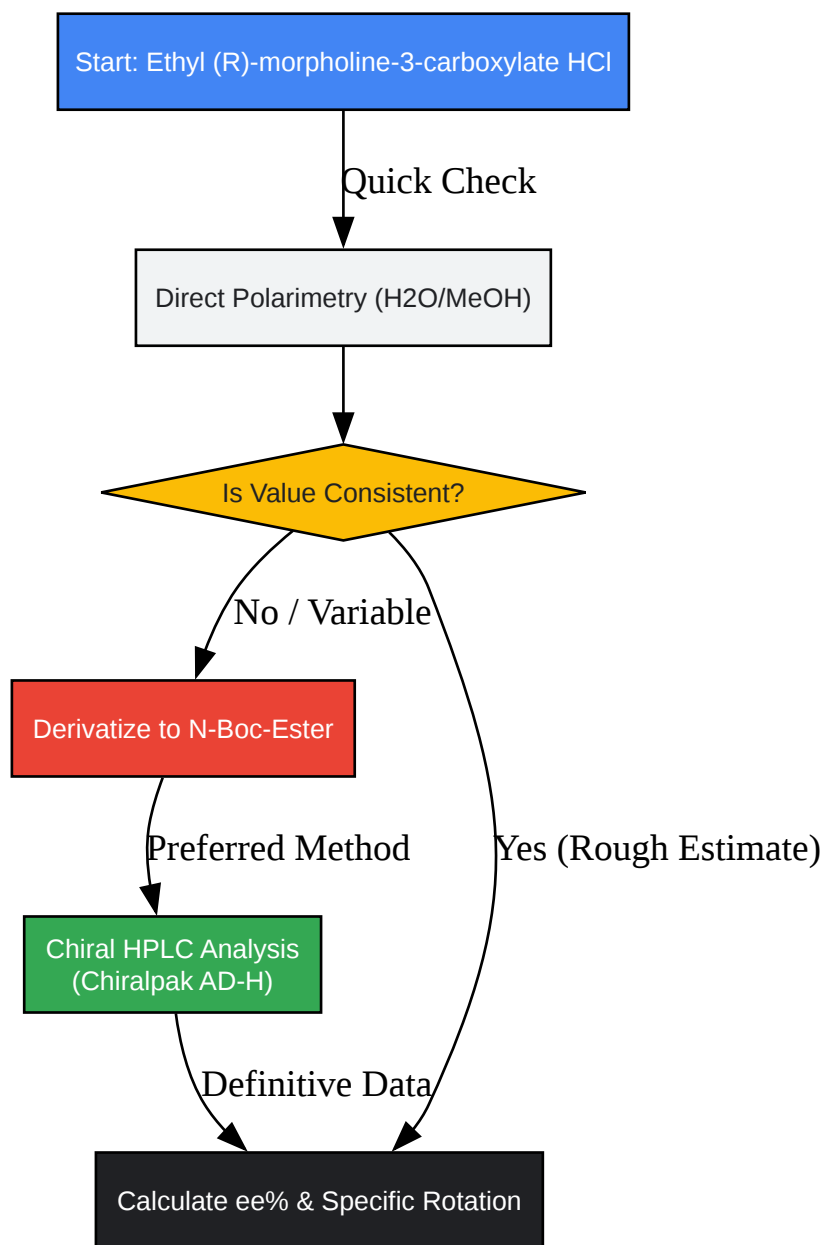 Start: Ethyl (R)-morpholine-3-carboxylate HCl
Quick Check
Direct Polarimetry (H2O/MeOH)
Is Value Consistent?
No / Variable
Derivatize to N-Boc-Ester
Preferred Method
Yes (Rough Estimate)
Chiral HPLC Analysis
(Chiralpak AD-H)
Definitive Data
Calculate ee% & Specific Rotation